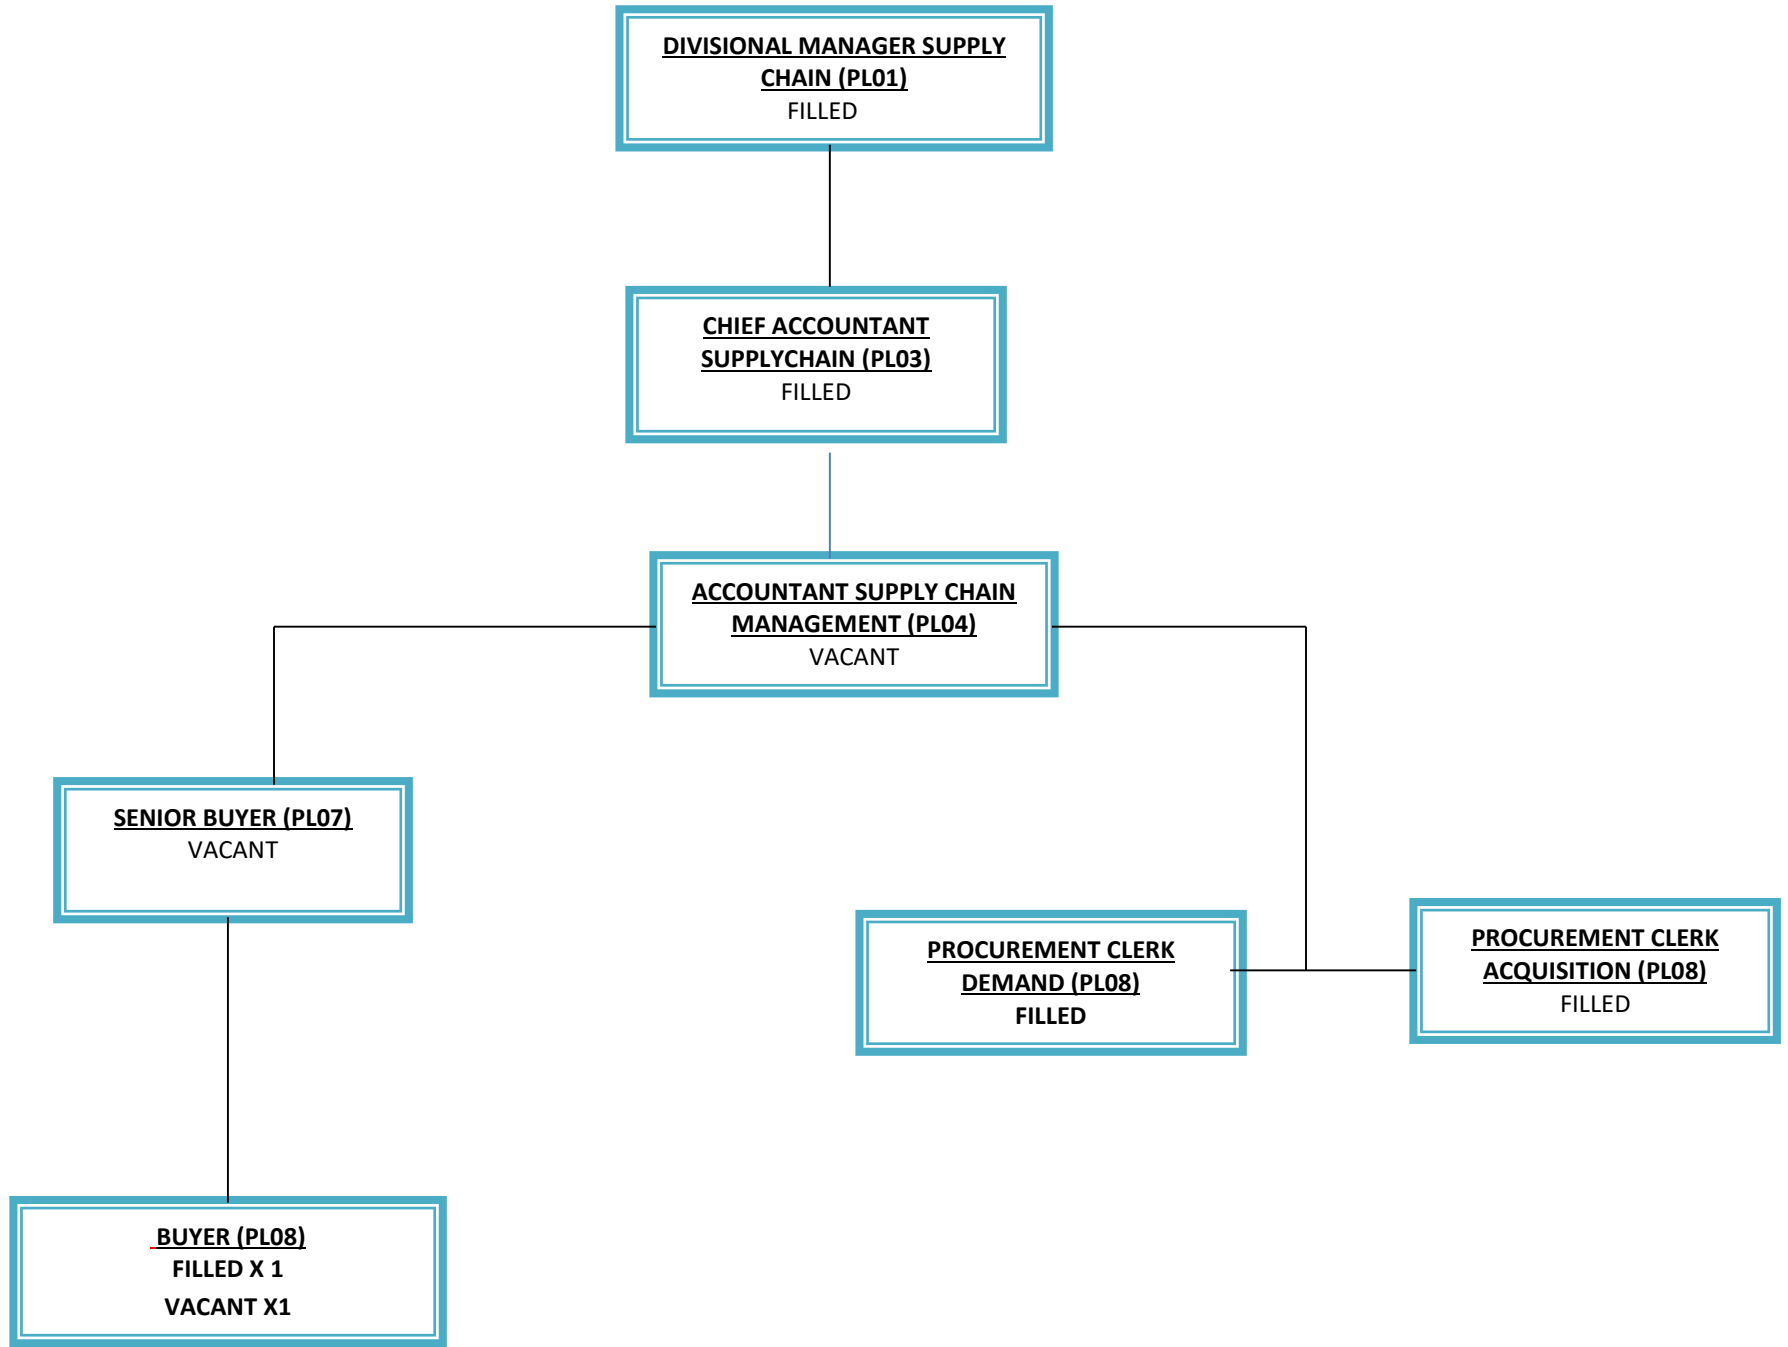 DIVISIONAL MANAGER SUPPLY
CHAIN (PL01)
FILLED
CHIEF ACCOUNTANT
SUPPLYCHAIN (PL03)
FILLED
ACCOUNTANT SUPPLY CHAIN
MANAGEMENT (PL04)
VACANT
SENIOR BUYER (PL07)
VACANT
PROCUREMENT CLERK
DEMAND (PL08)
FILLED
PROCUREMENT CLERK
ACQUISITION (PL08)
FILLED
BUYER (PL08)
FILLED X 1
VACANT X1